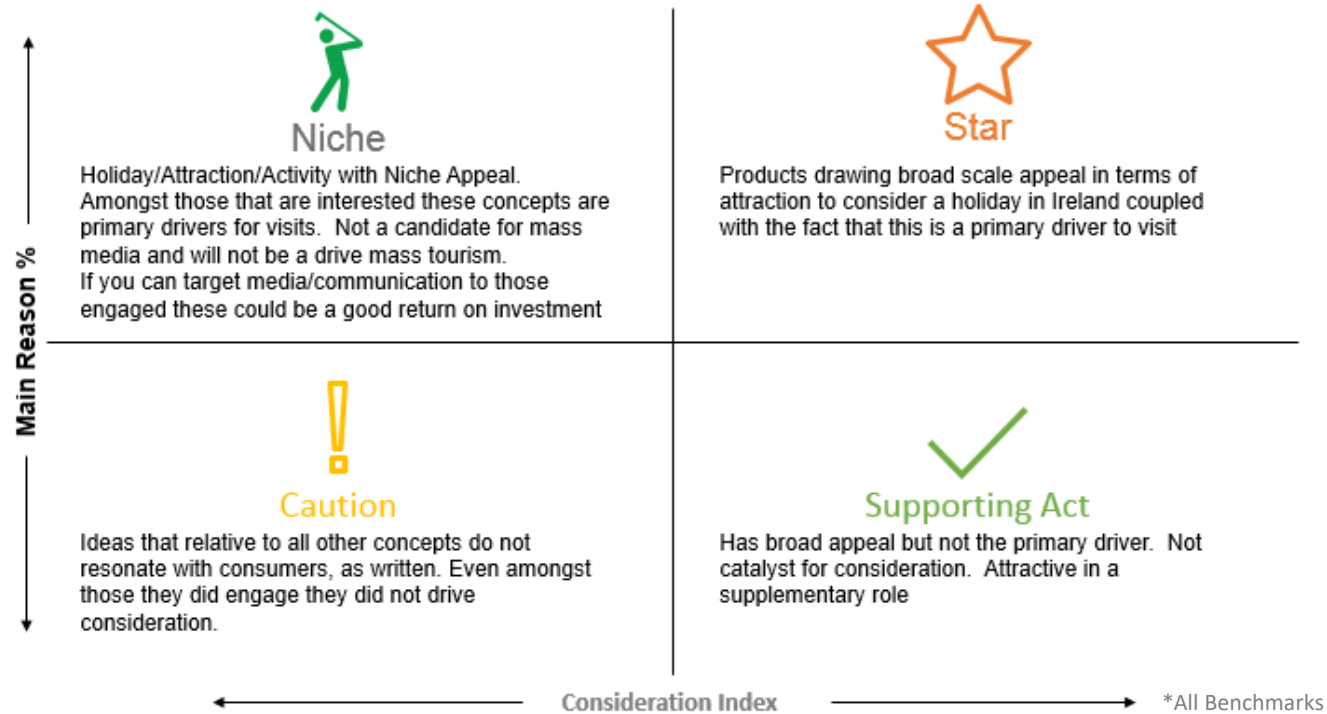 Niche
Holiday/Attraction/Activity with Niche Appeal.
Amongst those that are interested these concepts are
primary drivers for visits.  Not a candidate for mass
media and will not be a drive mass tourism.
If you can target media/communication to those
engaged these could be a good return on investment
Star
Products drawing broad scale appeal in terms of
attraction to consider a holiday in Ireland coupled
with the fact that this is a primary driver to visit
Main Reason %
Caution
Ideas that relative to all other concepts do not
resonate with consumers, as written. Even amongst
those they did engage they did not drive
consideration.
Supporting Act
Has broad appeal but not the primary driver.  Not
catalyst for consideration.  Attractive in a
supplementary role
Consideration Index
*All Benchmarks